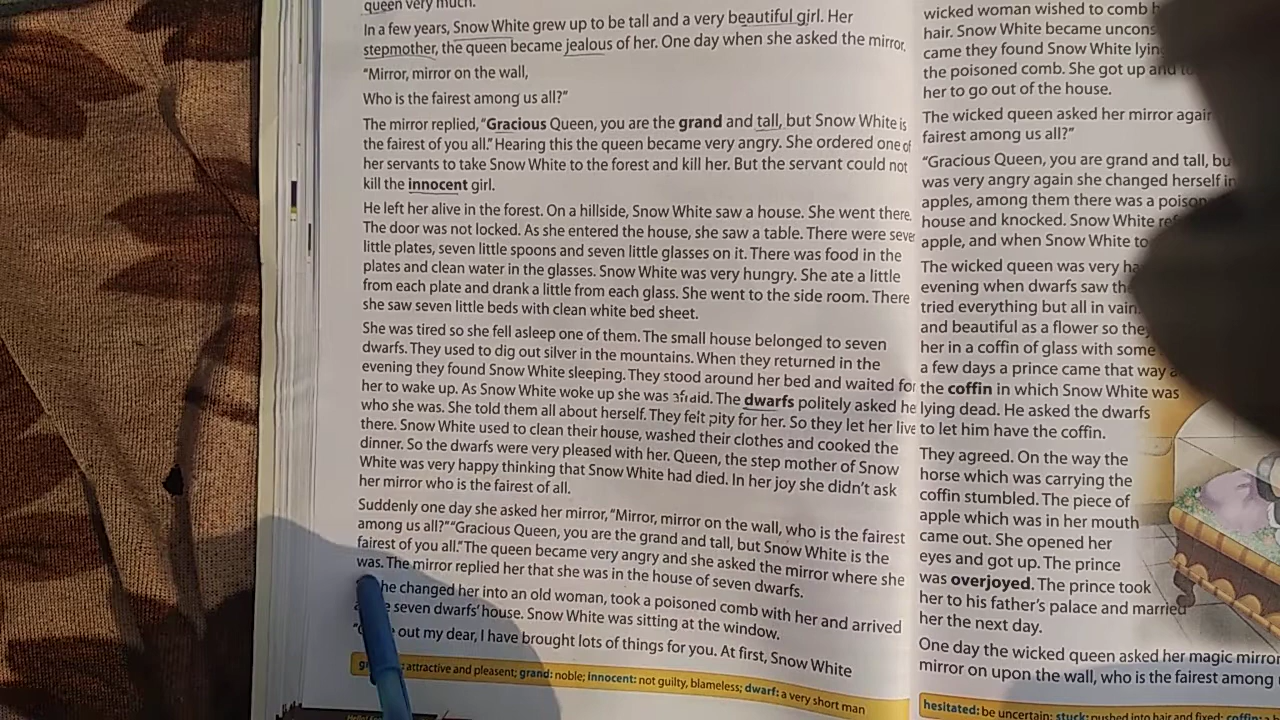 queen very much.
In a few years, Snow White grew up to be tall and a very beautiful girl. Her
stepmother, the queen became jealous of her. One day when she asked the mirror,
"Mirror, mirror on the wall,
Who is the fairest among us all?"
The mirror replied, "Gracious Queen, you are the grand and tall, but Snow White is
the fairest of you all." Hearing this the queen became very angry. She ordered one of
her servants to take Snow White to the forest and kill her. But the servant could not
kill the innocent girl.
He left her alive in the forest. On a hillside, Snow White saw a house. She went there.
The door was not locked. As she entered the house, she saw a table. There were seve
little plates, seven little spoons and seven little glasses on it. There was food in the
plates and clean water in the glasses. Snow White was very hungry. She ate a little
from each plate and drank a little from each glass. She went to the side room. There
she saw seven little beds with clean white bed sheet.
She was tired so she fell asleep one of them. The small house belonged to seven
dwarfs. They used to dig out silver in the mountains. When they returned in the
evening they found Snow White sleeping. They stood around her bed and waited for
her to wake up. As Snow White woke up she was afraid. The dwarfs politely asked he
who she was. She told them all about herself. They felt pity for her. So they let her live
there. Snow White used to clean their house, washed their clothes and cooked the
dinner. So the dwarfs were very pleased with her. Queen, the step mother of Snow
White was very happy thinking that Snow White had died. In her joy she didn't ask
her mirror who is the fairest of all.
Suddenly one day she asked her mirror, "Mirror, mirror on the wall, who is the fairest
among us all?" "Gracious Queen, you are the grand and tall, but Snow White is the
fairest of you all." The queen became very angry and she asked the mirror where she
was. The mirror replied her that she was in the house of seven dwarfs.
he changed her into an old woman, took a poisoned comb with her and arrived
seven dwarfs' house. Snow White was sitting at the window.
out my dear, I have brought lots of things for you. At first, Snow White
: attractive and pleasent; grand: noble; innocent: not guilty, blameless; dwarf: a very short man
wicked woman wished to comb h
hair. Snow White became uncons
came they found Snow White lyin
the poisoned comb. She got up and
her to go out of the house.
The wicked queen asked her mirror again
fairest among us all?"
"Gracious Queen, you are grand and tall, bu
was very angry again she changed herself in
apples, among them there was a poison
house and knocked. Snow White ref
apple, and when Snow White to
The wicked queen was very ha
evening when dwarfs saw the
tried everything but all in vain.
and beautiful as a flower so they
her in a coffin of glass with some
a few days a prince came that way a
the coffin in which Snow White was
lying dead. He asked the dwarfs
to let him have the coffin.
They agreed. On the way the
horse which was carrying the
coffin stumbled. The piece of
apple which was in her mouth
came out. She opened her
eyes and got up. The prince
was overjoyed. The prince took
her to his father's palace and married
her the next day.
One day the wicked queen asked her magic mirror
mirror on upon the wall, who is the fairest among
hesitated: be uncertain; stuck: pushed into hair and fixed; coffin: